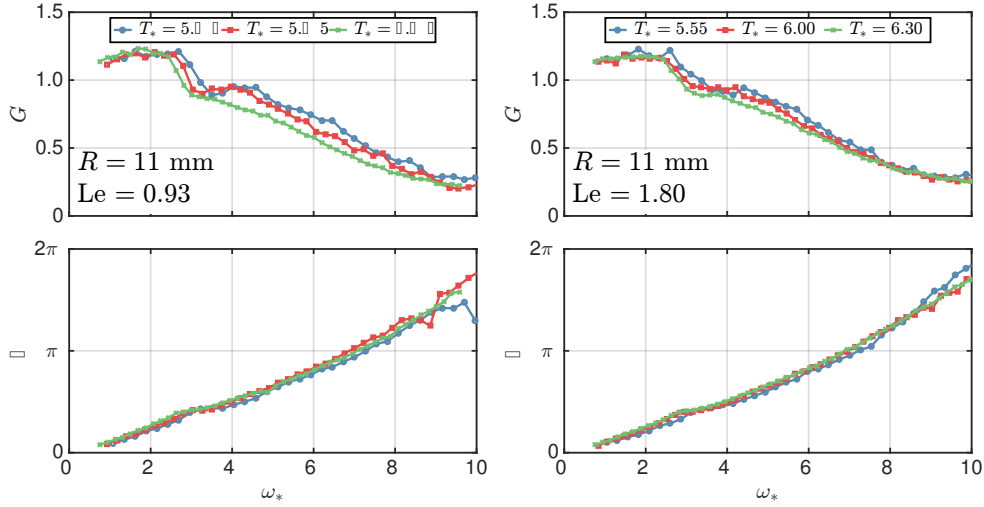 1.5
T* = 5.
T* = 5. 5
T* = .
1.0
G
0.5
R = 11 mm
Le = 0.93
0
1.5
T* = 5.55
T* = 6.00
T* = 6.30
1.0
G
0.5
R = 11 mm
Le = 1.80
0
2π
π
0
0 2 4 6 8 10
ω*
2π
π
0
0 2 4 6 8 10
ω*